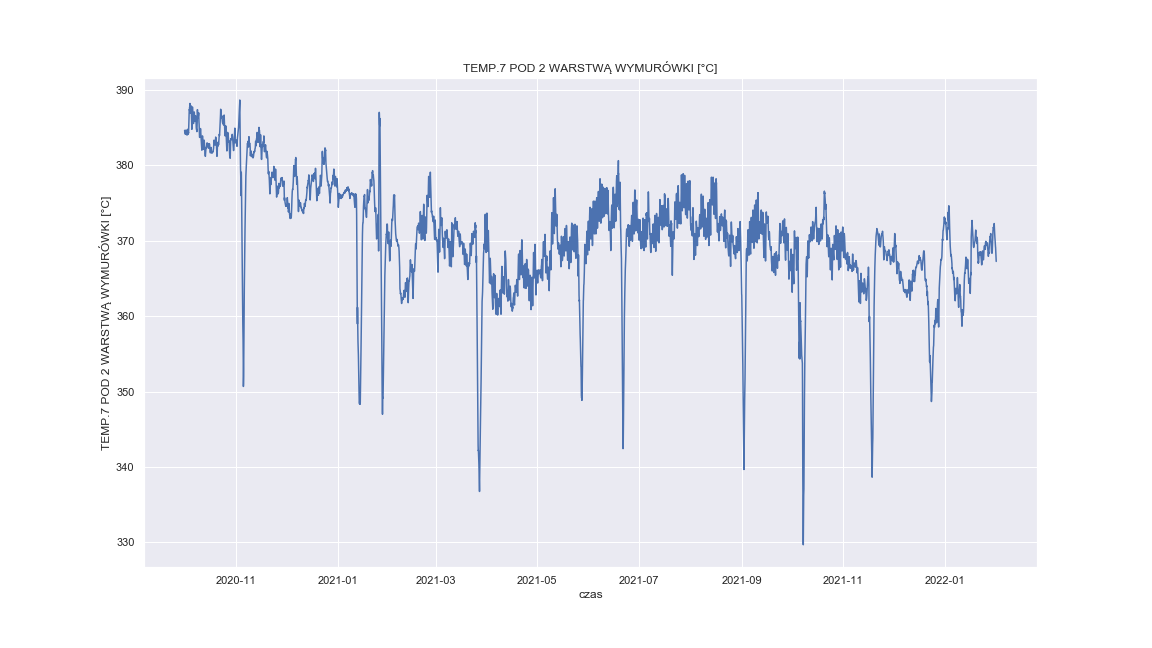 TEMP.7 POD 2 WARSTWĄ WYMURÓWKI [°C]
TEMP.7 POD 2 WARSTWĄ WYMURÓWKI [°C]
390
380
370
360
350
340
330
2020-11 2021-01 2021-03 2021-05 2021-07 2021-09 2021-11 2022-01
czas